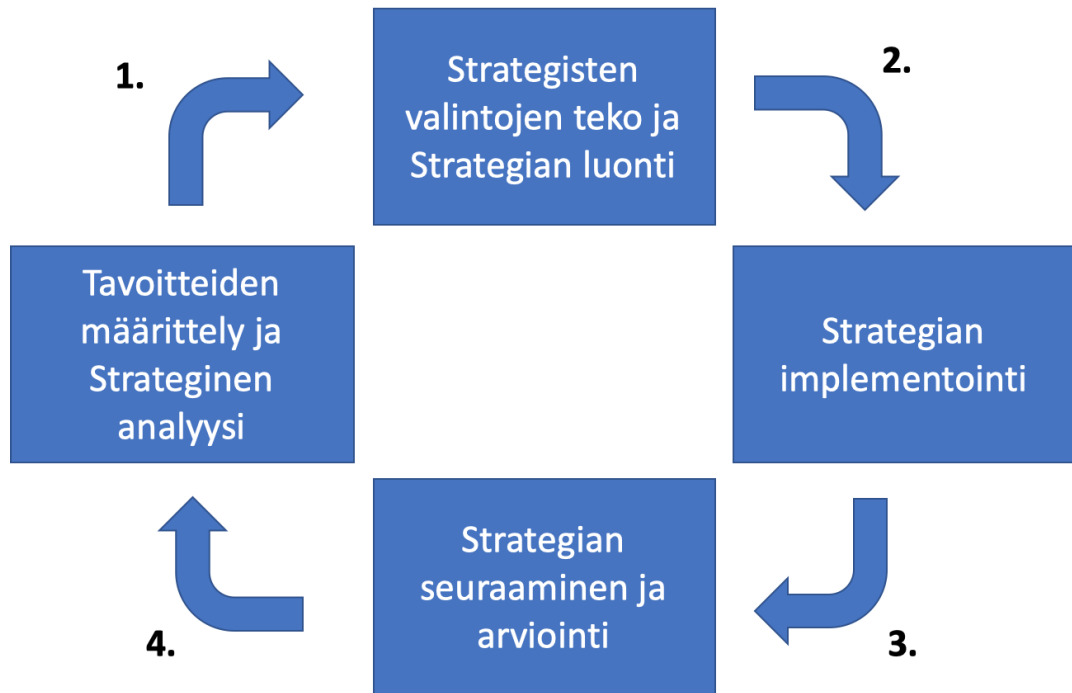 1.
Strategisten
valintojen teko ja
Strategian luonti
2.
Tavoitteiden
määrittely ja
Strateginen
analyysi
Strategian
implementointi
Strategian
seuraaminen ja
arviointi
4.
3.